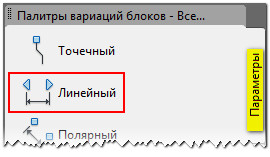 Палитры вариаций блоков - Все...
Точечный
Линейный
Полярный
Параметры